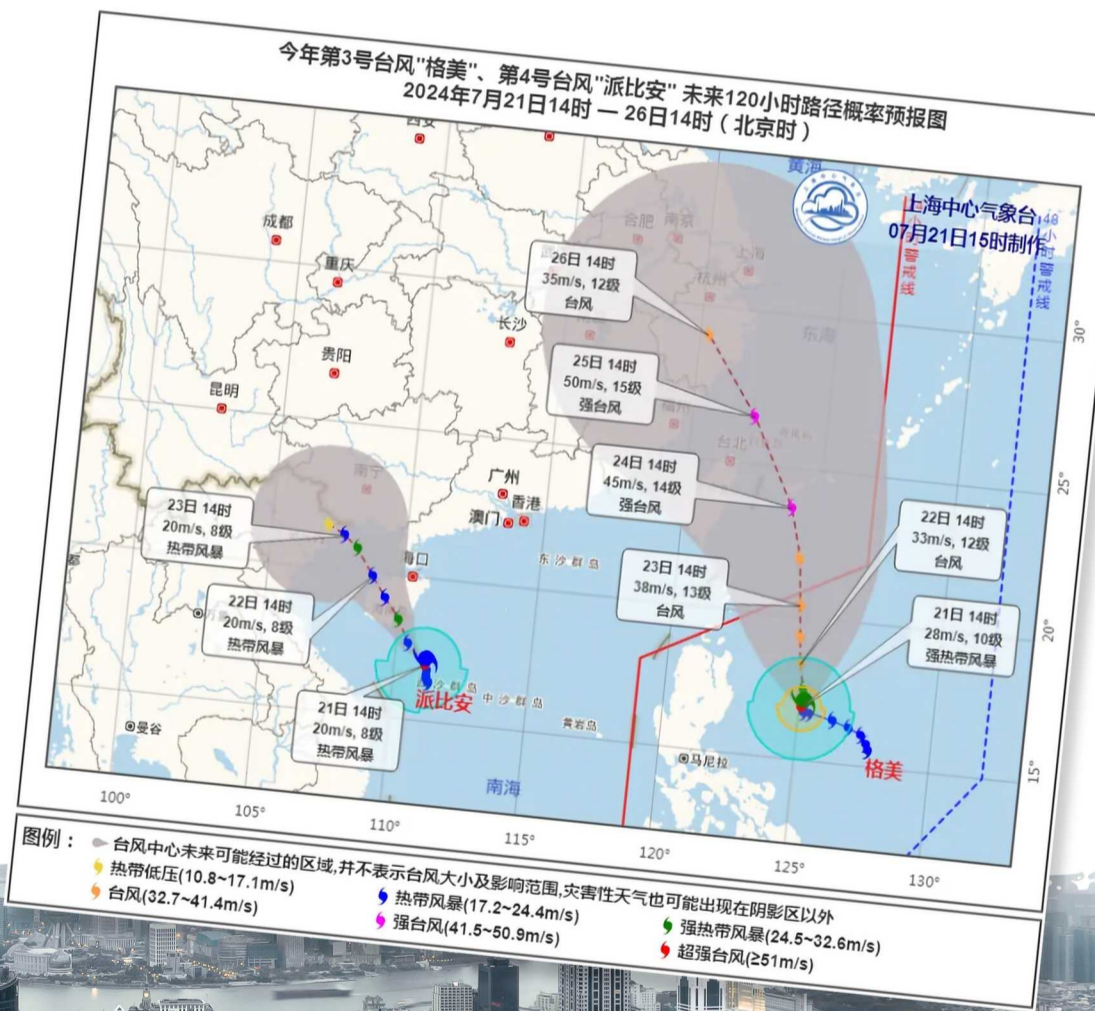 今年第3号台风"格美"、第4号台风"派比安" 未来120小时路径概率预报图
2024年7月21日14时 — 26日14时（北京时）
西安
黄海
上海中心气象台
07月21日15时制作
小时警戒线
48小时警戒线
成都
重庆
合肥
南京
上海
杭州
26日 14时
35m/s, 12级
台风
长沙
东海
30°
贵阳
25日 14时
50m/s, 15级
强台风
昆明
福州
台北
24日 14时
45m/s, 14级
强台风
25°
南宁
广州
香港
澳门
23日 14时
20m/s, 8级
热带风暴
22日 14时
33m/s, 12级
台风
海口
东沙群岛
23日 14时
38m/s, 13级
台风
22日 14时
20m/s, 8级
热带风暴
21日 14时
28m/s, 10级
强热带风暴
20°
沙群岛
派比安
中沙群岛
黄岩岛
21日 14时
20m/s, 8级
热带风暴
曼谷
马尼拉
格美
15°
南海
100°
105°
110°
115°
120°
125°
130°
图例：
台风中心未来可能经过的区域,并不表示台风大小及影响范围,灾害性天气也可能出现在阴影区以外
热带低压(10.8~17.1m/s)
热带风暴(17.2~24.4m/s)
强热带风暴(24.5~32.6m/s)
台风(32.7~41.4m/s)
强台风(41.5~50.9m/s)
超强台风(≥51m/s)